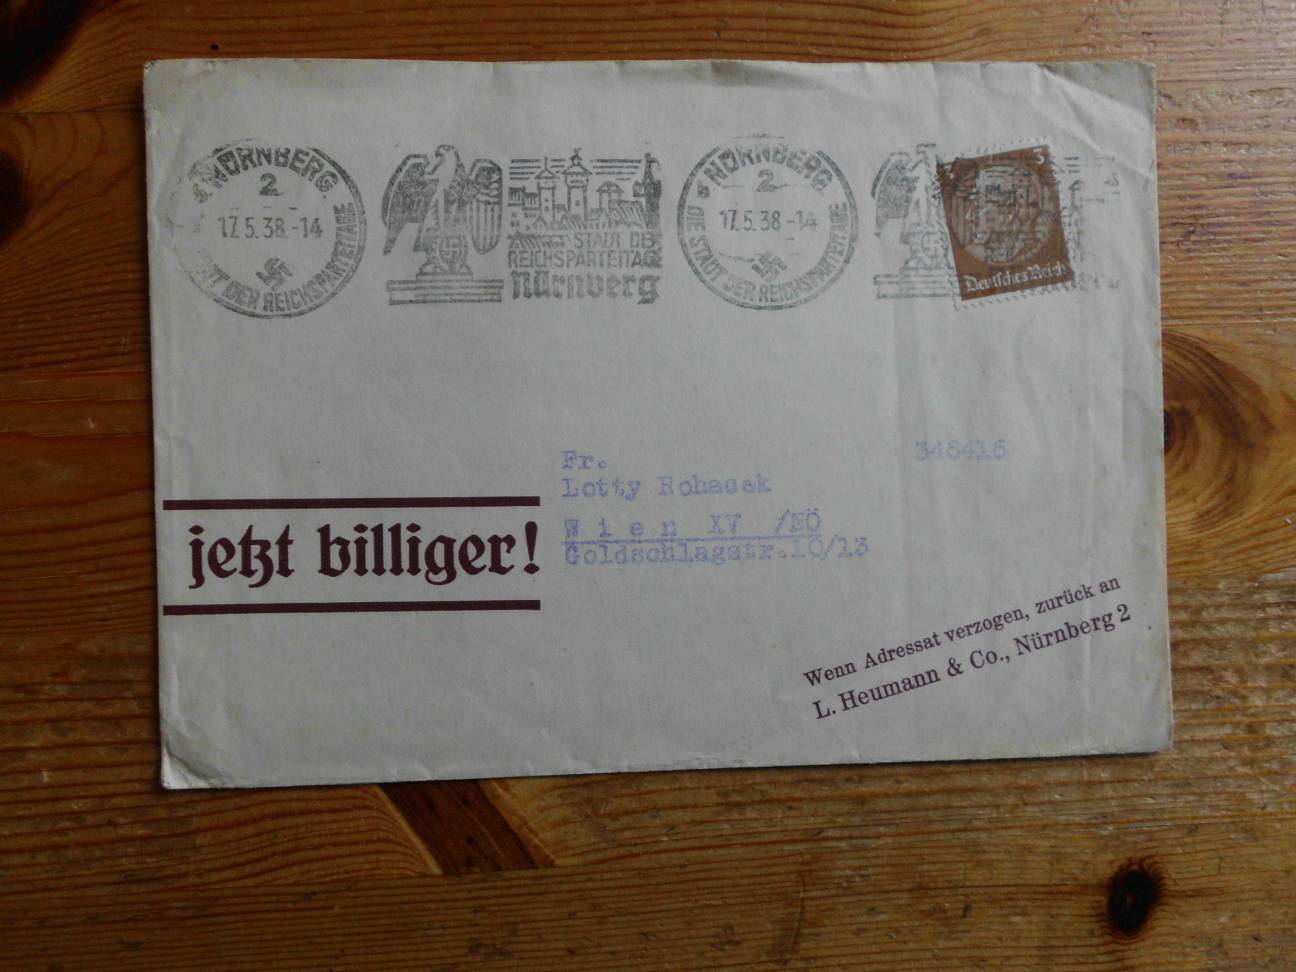 NÜRNBERG
2
17.5.38.-14
DER REICHSPARTEITAGE
STADT DER
REICHSPARTEITAGE
Nürnberg
NÜRNBERG
2
17.5.38-14
DIE STADT DER REICHSPARTEITAGE
3
Deutsches Reich
Fr.
348416
Lotty Rohacek
Wien XV /NÖ
Goldschlagstr.10/13
jetzt billiger!
Wenn Adressat verzogen, zurück an
L. Heumann & Co., Nürnberg 2